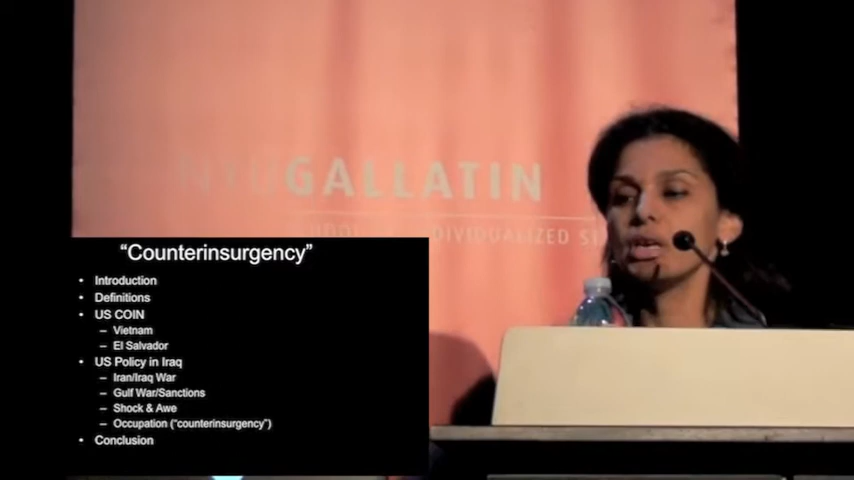 NYUGALLATIN
“Counterinsurgency”
• Introduction
• Definitions
• US COIN
– Vietnam
– El Salvador
• US Policy in Iraq
– Iran/Iraq War
– Gulf War/Sanctions
– Shock & Awe
– Occupation (“counterinsurgency”)
• Conclusion